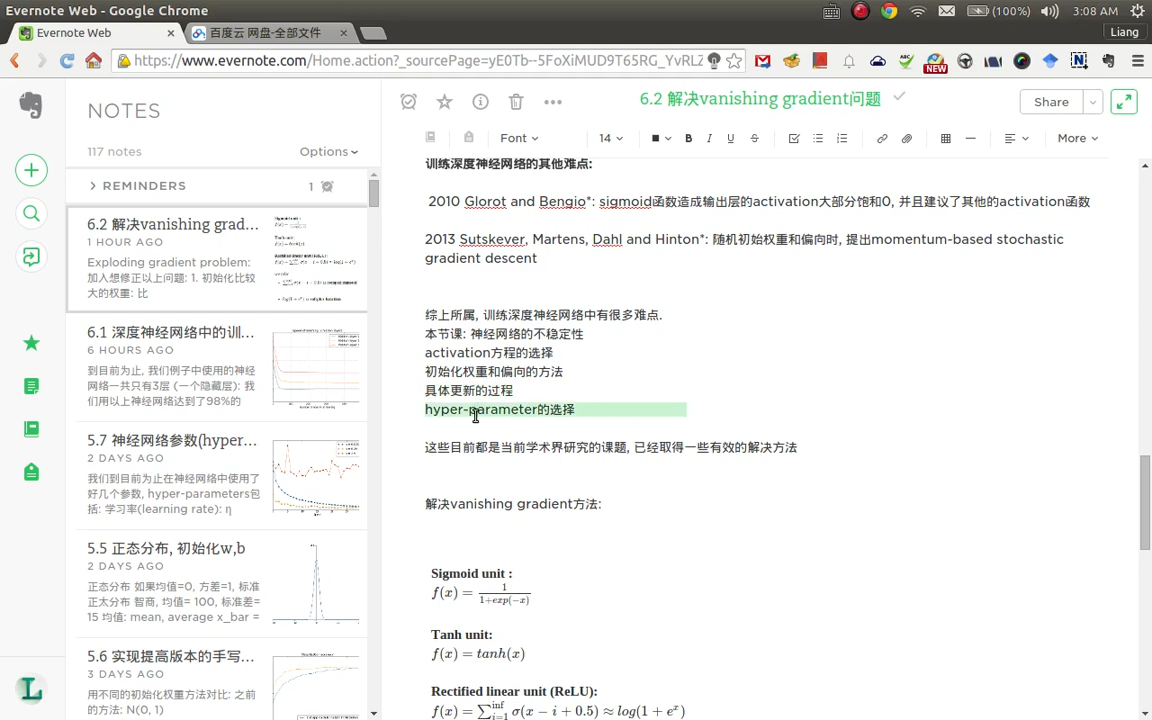 Evernote Web - Google Chrome
(100%)
3:08 AM
Evernote Web
百度云 网盘-全部文件
Liang
https://www.evernote.com/Home.action?_sourcePage=yE0Tb--5FoXiMUD9T65RG_YvRLZ
NEW
NOTES
117 notes
Options
REMINDERS
1
6.2 解决vanishing grad...
1 HOUR AGO
Exploding gradient problem:
加入想修正以上问题: 1. 初始化比较
大的权重: 比
6.1 深度神经网络中的训...
6 HOURS AGO
到目前为止, 我们例子中使用的神经
网络一共只有3层 (一个隐藏层): 我
们用以上神经网络达到了98%的
5.7 神经网络参数(hyper...
2 DAYS AGO
我们到目前为止在神经网络中使用了
好几个参数, hyper-parameters包
括: 学习率(learning rate): η
5.5 正态分布, 初始化w,b
2 DAYS AGO
正态分布 如果均值=0, 方差=1, 标准
正太分布 智商, 均值= 100, 标准差=
15 均值: mean, average x_bar =
5.6 实现提高版本的手写...
3 DAYS AGO
用不同的初始化权重方法对比: 之前
的方法: N(0, 1)
6.2 解决vanishing gradient问题
Share
Font
14
B I U S
More
训练深度神经网络的其他难点:
2010 Glorot and Bengio*: sigmoid函数造成输出层的activation大部分饱和0, 并且建议了其他的activation函数
2013 Sutskever, Martens, Dahl and Hinton*: 随机初始权重和偏向时, 提出momentum-based stochastic
gradient descent
综上所属, 训练深度神经网络中有很多难点.
本节课: 神经网络的不稳定性
activation方程的选择
初始化权重和偏向的方法
具体更新的过程
hyper-parameter的选择
这些目前都是当前学术界研究的课题, 已经取得一些有效的解决方法
解决vanishing gradient方法:
Sigmoid unit :
f(x) = 1/(1+exp(−x))
Tanh unit:
f(x) = tanh(x)
Rectified linear unit (ReLU):
f(x) = ∑_{i=1}^{inf} σ(x − i + 0.5) ≈ log(1 + e^x)